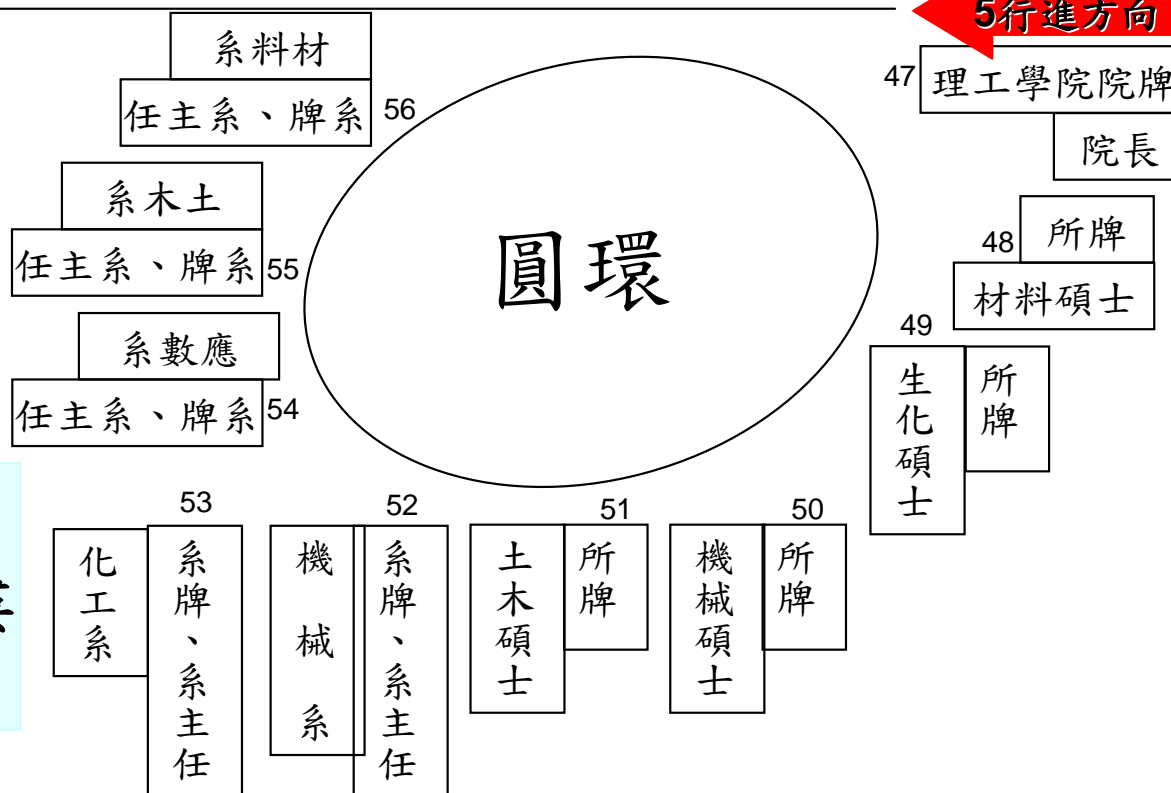 5行進方向
系料材
任主系、牌系
56
47
理工學院院牌
院長
系木土
任主系、牌系
55
圓環
48
所牌
材料碩士
系數應
任主系、牌系
54
49
生化碩士
所牌
53
化工系
系牌、系主任
52
機械系
系牌、系主任
51
土木碩士
所牌
50
機械碩士
所牌